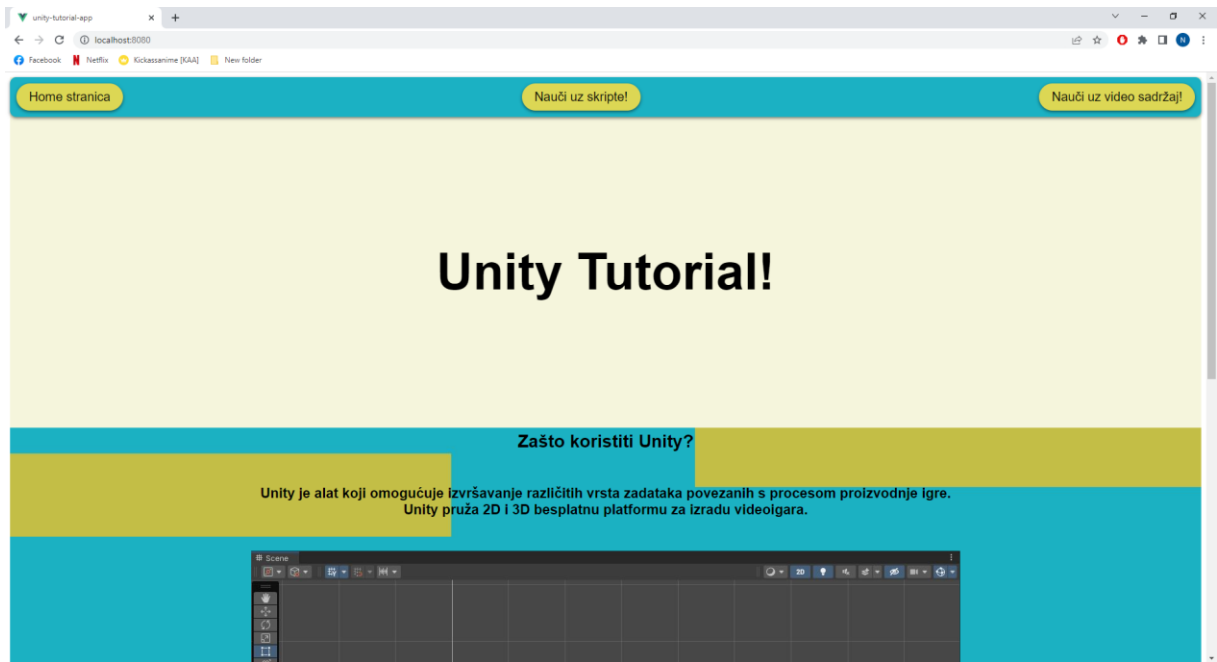 unity-tutorial-app
localhost:8080
Facebook Netflix Kickassanime [KAA] New folder
Home stranica Nauči uz skripte! Nauči uz video sadržaj!
Unity Tutorial!
Zašto koristiti Unity?
Unity je alat koji omogućuje izvršavanje različitih vrsta zadataka povezanih s procesom proizvodnje igre.
Unity pruža 2D i 3D besplatnu platformu za izradu videoigara.
Scene
2D